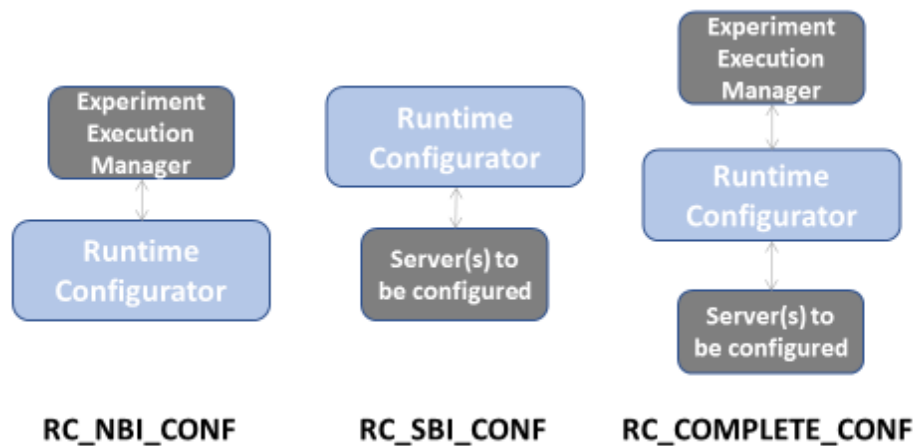 Experiment
Execution
Manager
Runtime
Configurator
RC_NBI_CONF
Runtime
Configurator
Server(s) to
be configured
RC_SBI_CONF
Experiment
Execution
Manager
Runtime
Configurator
Server(s) to
be configured
RC_COMPLETE_CONF